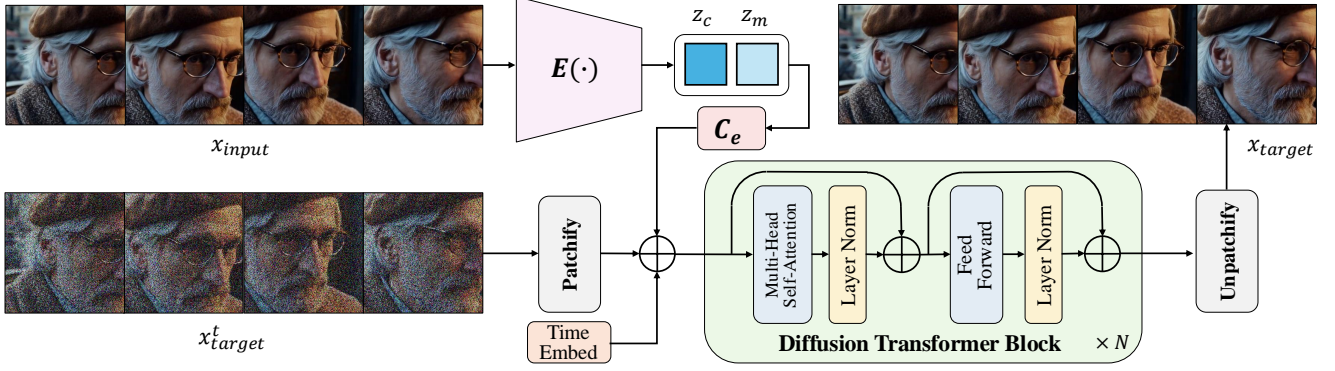 z_c z_m
E(·)
C_e
x_input
x_target
Patchify
Multi-Head
Self-Attention
Layer Norm
Feed
Forward
Layer Norm
Unpatchify
Time
Embed
x^t_target
Diffusion Transformer Block × N